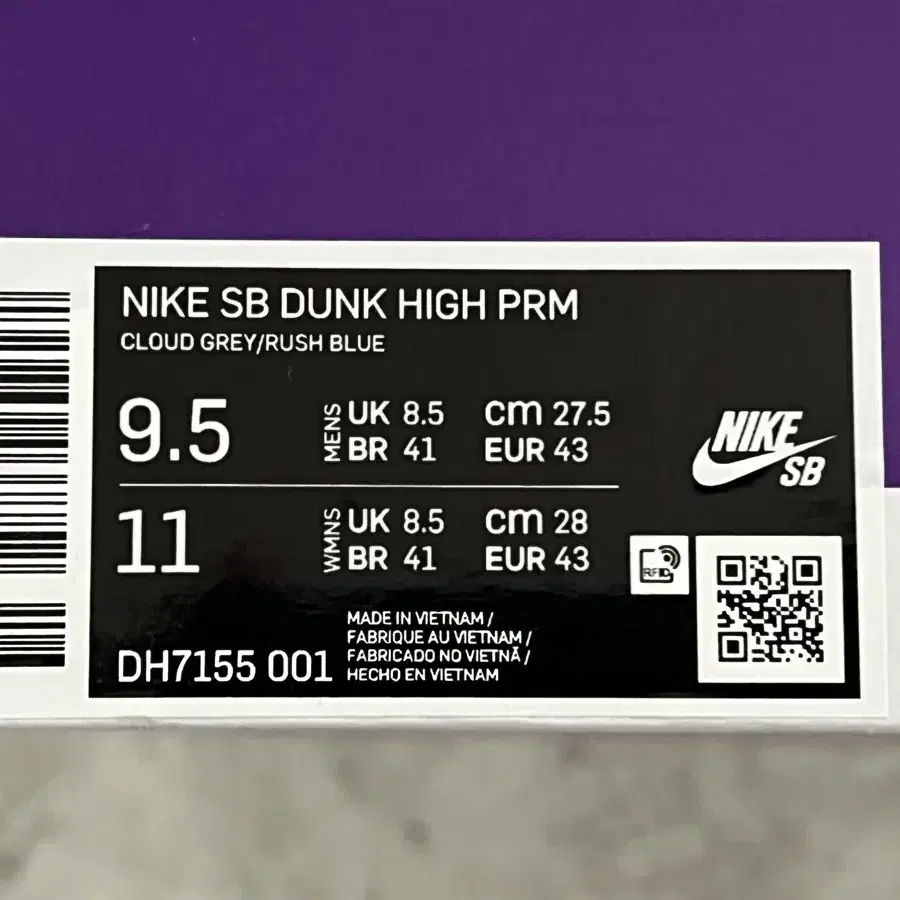 NIKE SB DUNK HIGH PRM
CLOUD GREY/RUSH BLUE
9.5 MENS UK 8.5 cm 27.5
BR 41 EUR 43
NIKE
SB
11 WMNS UK 8.5 cm 28
BR 41 EUR 43
RFID
MADE IN VIETNAM /
FABRIQUE AU VIETNAM /
FABRICADO NO VIETNÃ /
HECHO EN VIETNAM
DH7155 001